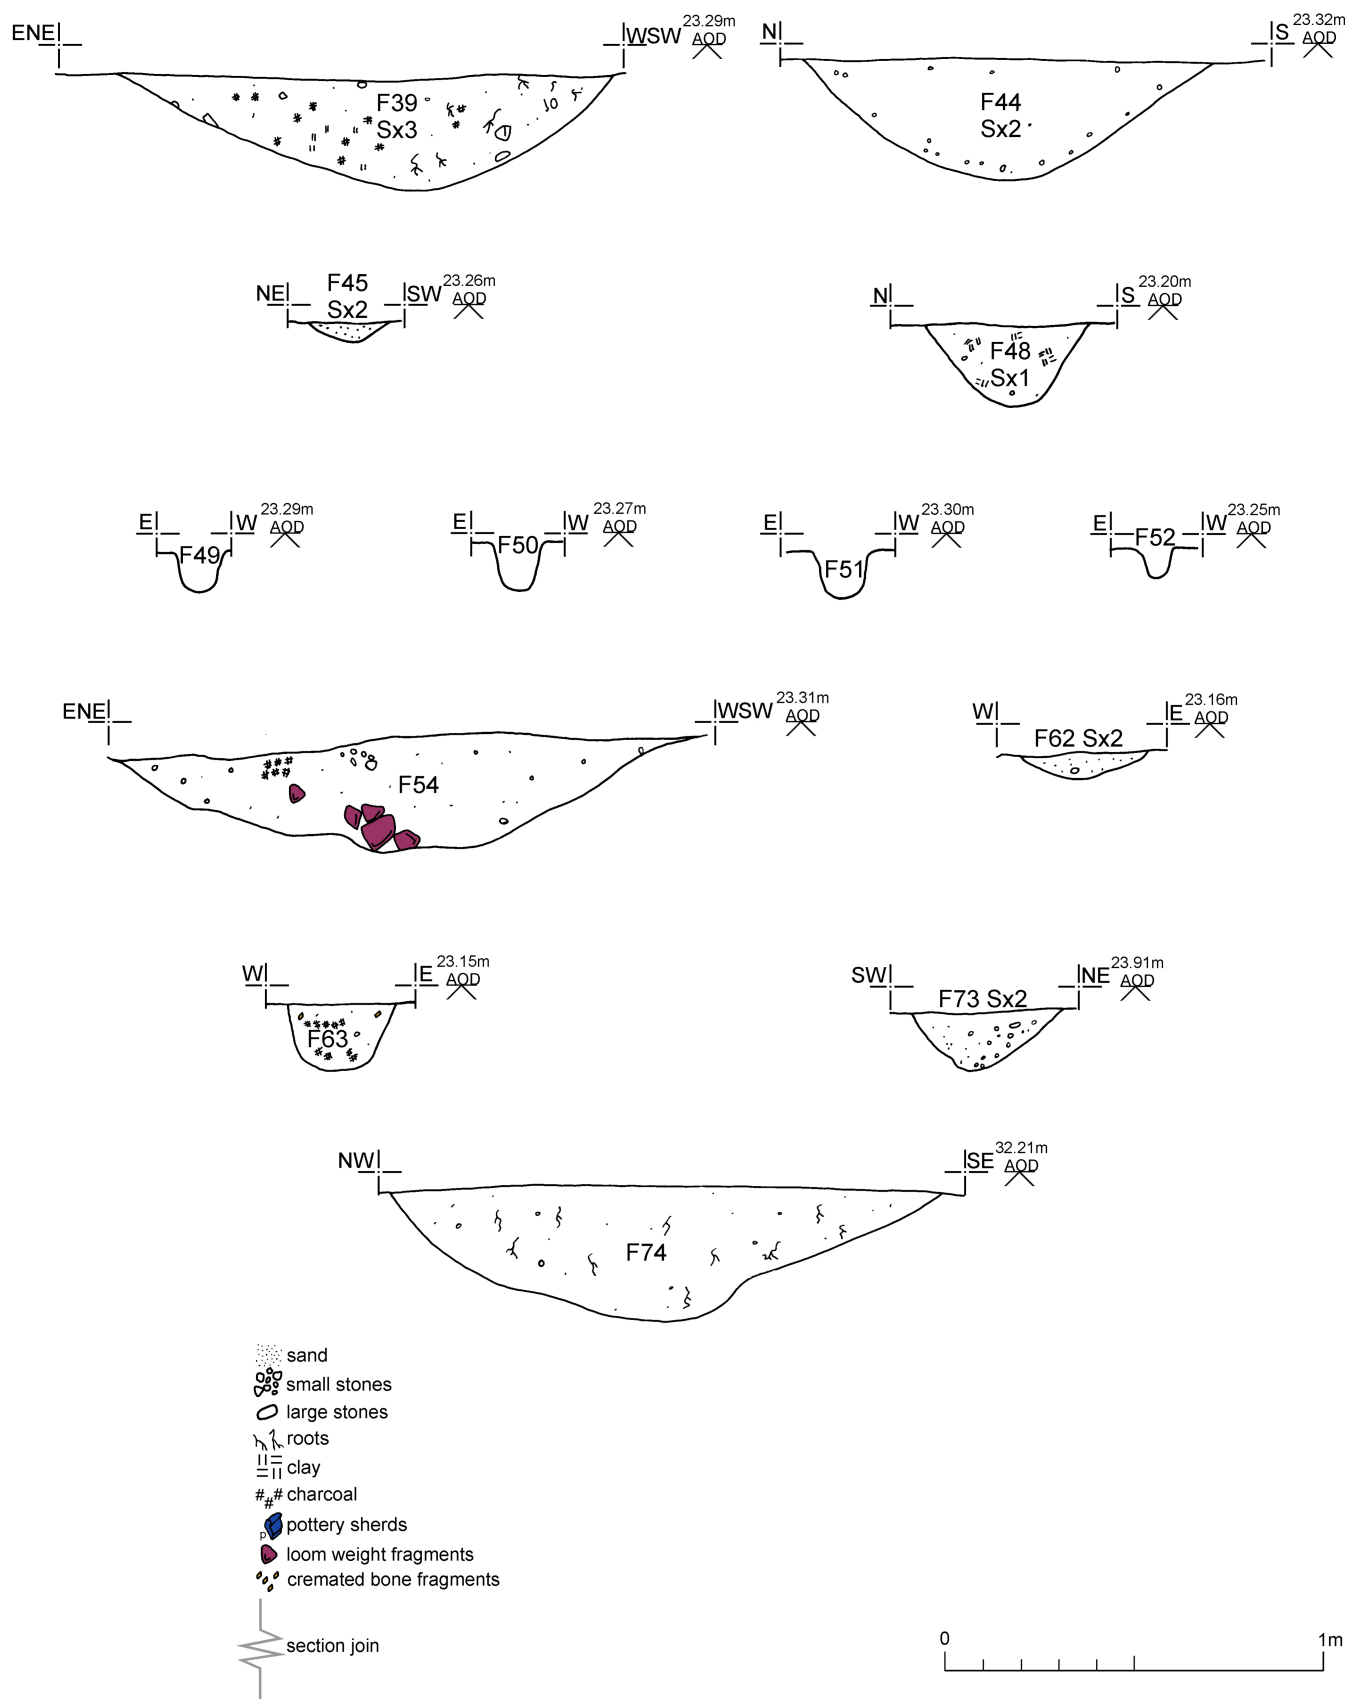 ENE WSW 23.29m AOD
F39
Sx3
N S 23.32m AOD
F44
Sx2
NE SW 23.26m AOD
F45
Sx2
N S 23.20m AOD
F48
Sx1
E W 23.29m AOD
F49
E W 23.27m AOD
F50
E W 23.30m AOD
F51
E W 23.25m AOD
F52
ENE WSW 23.31m AOD
F54
W E 23.16m AOD
F62 Sx2
W E 23.15m AOD
F63
SW NE 23.91m AOD
F73 Sx2
NW SE 32.21m AOD
F74
sand
small stones
large stones
roots
clay
charcoal
p pottery sherds
loom weight fragments
cremated bone fragments
section join
0 1m